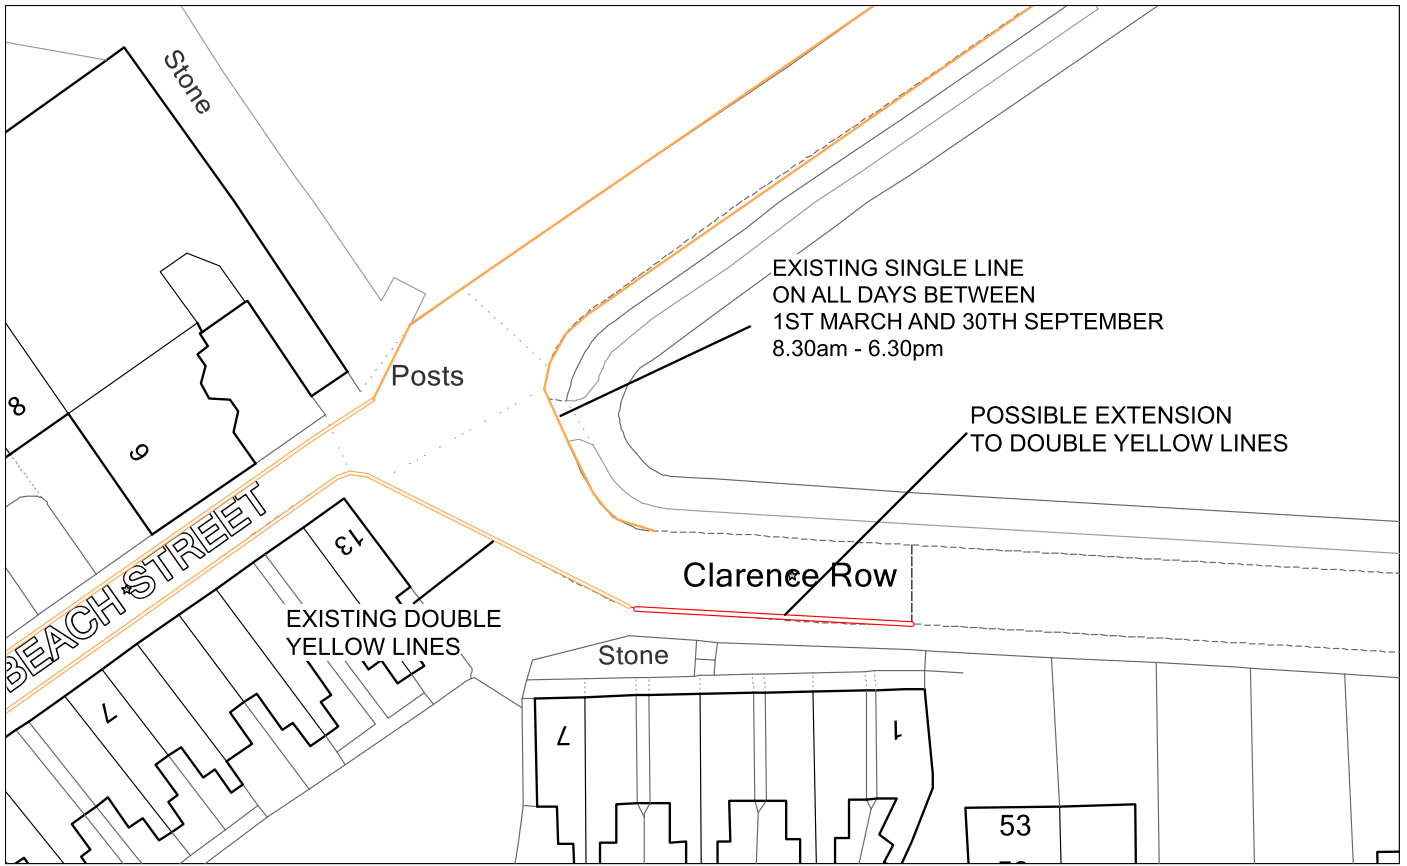 Stone
EXISTING SINGLE LINE
ON ALL DAYS BETWEEN
1ST MARCH AND 30TH SEPTEMBER
8.30am - 6.30pm
Posts
8
9
POSSIBLE EXTENSION
TO DOUBLE YELLOW LINES
BEACH STREET
13
Clarence Row
EXISTING DOUBLE
YELLOW LINES
Stone
7
7
1
53